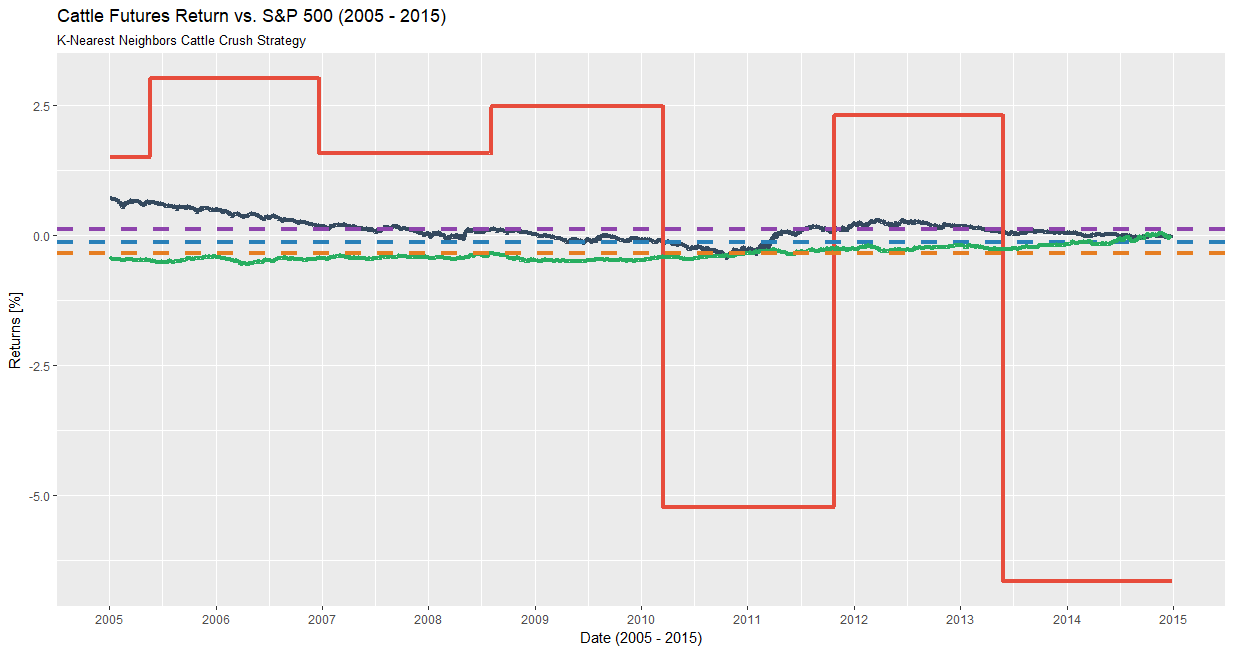 Cattle Futures Return vs. S&P 500 (2005 - 2015)
K-Nearest Neighbors Cattle Crush Strategy
Returns [%]
2.5
0.0
-2.5
-5.0
2005 2006 2007 2008 2009 2010 2011 2012 2013 2014 2015
Date (2005 - 2015)